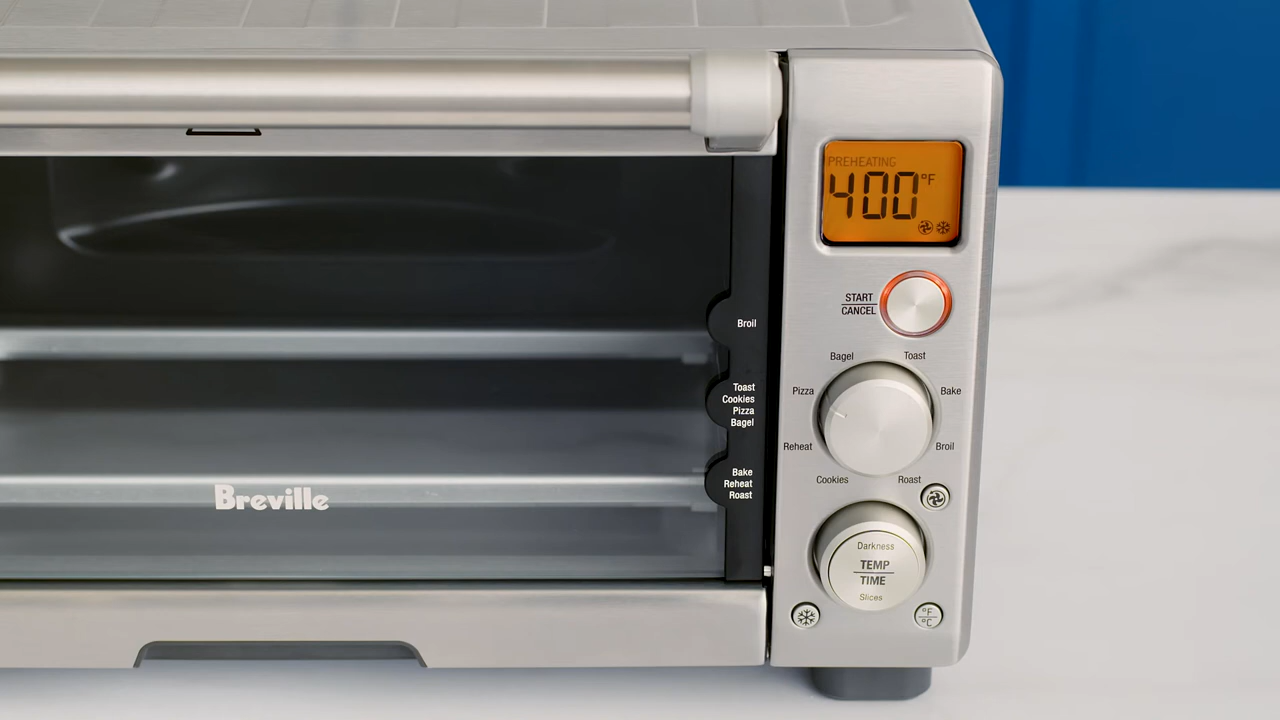 PREHEATING
400°F
START
CANCEL
Bagel
Toast
Pizza
Bake
Reheat
Broil
Cookies
Roast
Darkness
TEMP
TIME
Slices
°F
°C
Broil
Toast
Cookies
Pizza
Bagel
Bake
Reheat
Roast
Breville